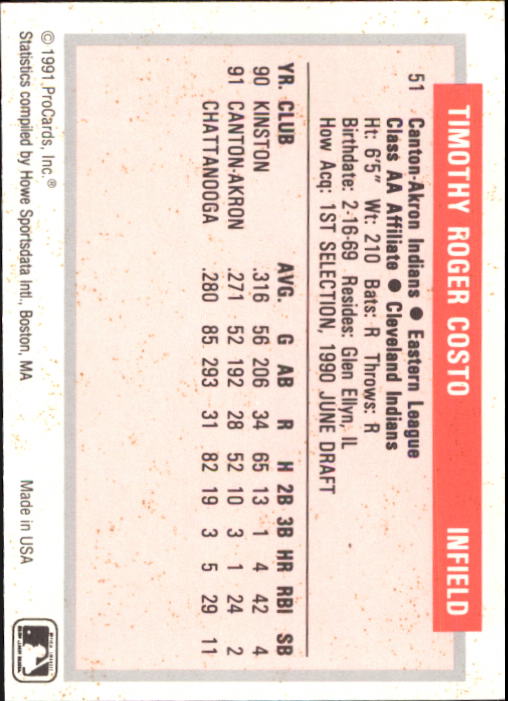 TIMOTHY ROGER COSTO INFIELD
51 Canton-Akron Indians ● Eastern League
Class AA Affiliate ● Cleveland Indians
Ht: 6'5" Wt: 210 Bats: R Throws: R
Birthdate: 2-16-69 Resides: Glen Ellyn, IL
How Acq: 1ST SELECTION, 1990 JUNE DRAFT
YR. CLUB AVG. G AB R H 2B 3B HR RBI SB
90 KINSTON .316 56 206 34 65 13 1 4 42 4
91 CANTON-AKRON .271 52 192 28 52 10 3 1 24 2
CHATTANOOGA .280 85 293 31 82 19 3 5 29 11
© 1991 ProCards, Inc.®
Statistics compiled by Howe Sportsdata Intl., Boston, MA Made in USA